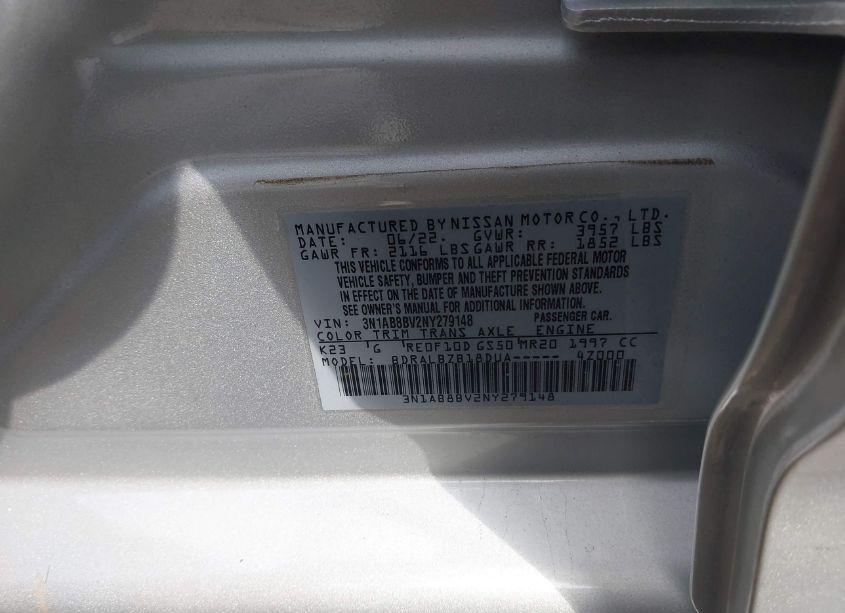 MANUFACTURED BY NISSAN MOTOR CO., LTD.
DATE: 06/22. GVWR: 3957 LBS
GAWR FR: 2116 LBS GAWR RR: 1852 LBS
THIS VEHICLE CONFORMS TO ALL APPLICABLE FEDERAL MOTOR
VEHICLE SAFETY, BUMPER AND THEFT PREVENTION STANDARDS
IN EFFECT ON THE DATE OF MANUFACTURE SHOWN ABOVE.
SEE OWNER'S MANUAL FOR ADDITIONAL INFORMATION.
VIN: 3N1AB8BV2NY279148 PASSENGER CAR.
COLOR TRIM TRANS AXLE ENGINE
K23 G RE0F10D GS50 MR20 1997 CC
MODEL: BDRALBZB18DUA----- 4Z000
3N1AB8BV2NY279148